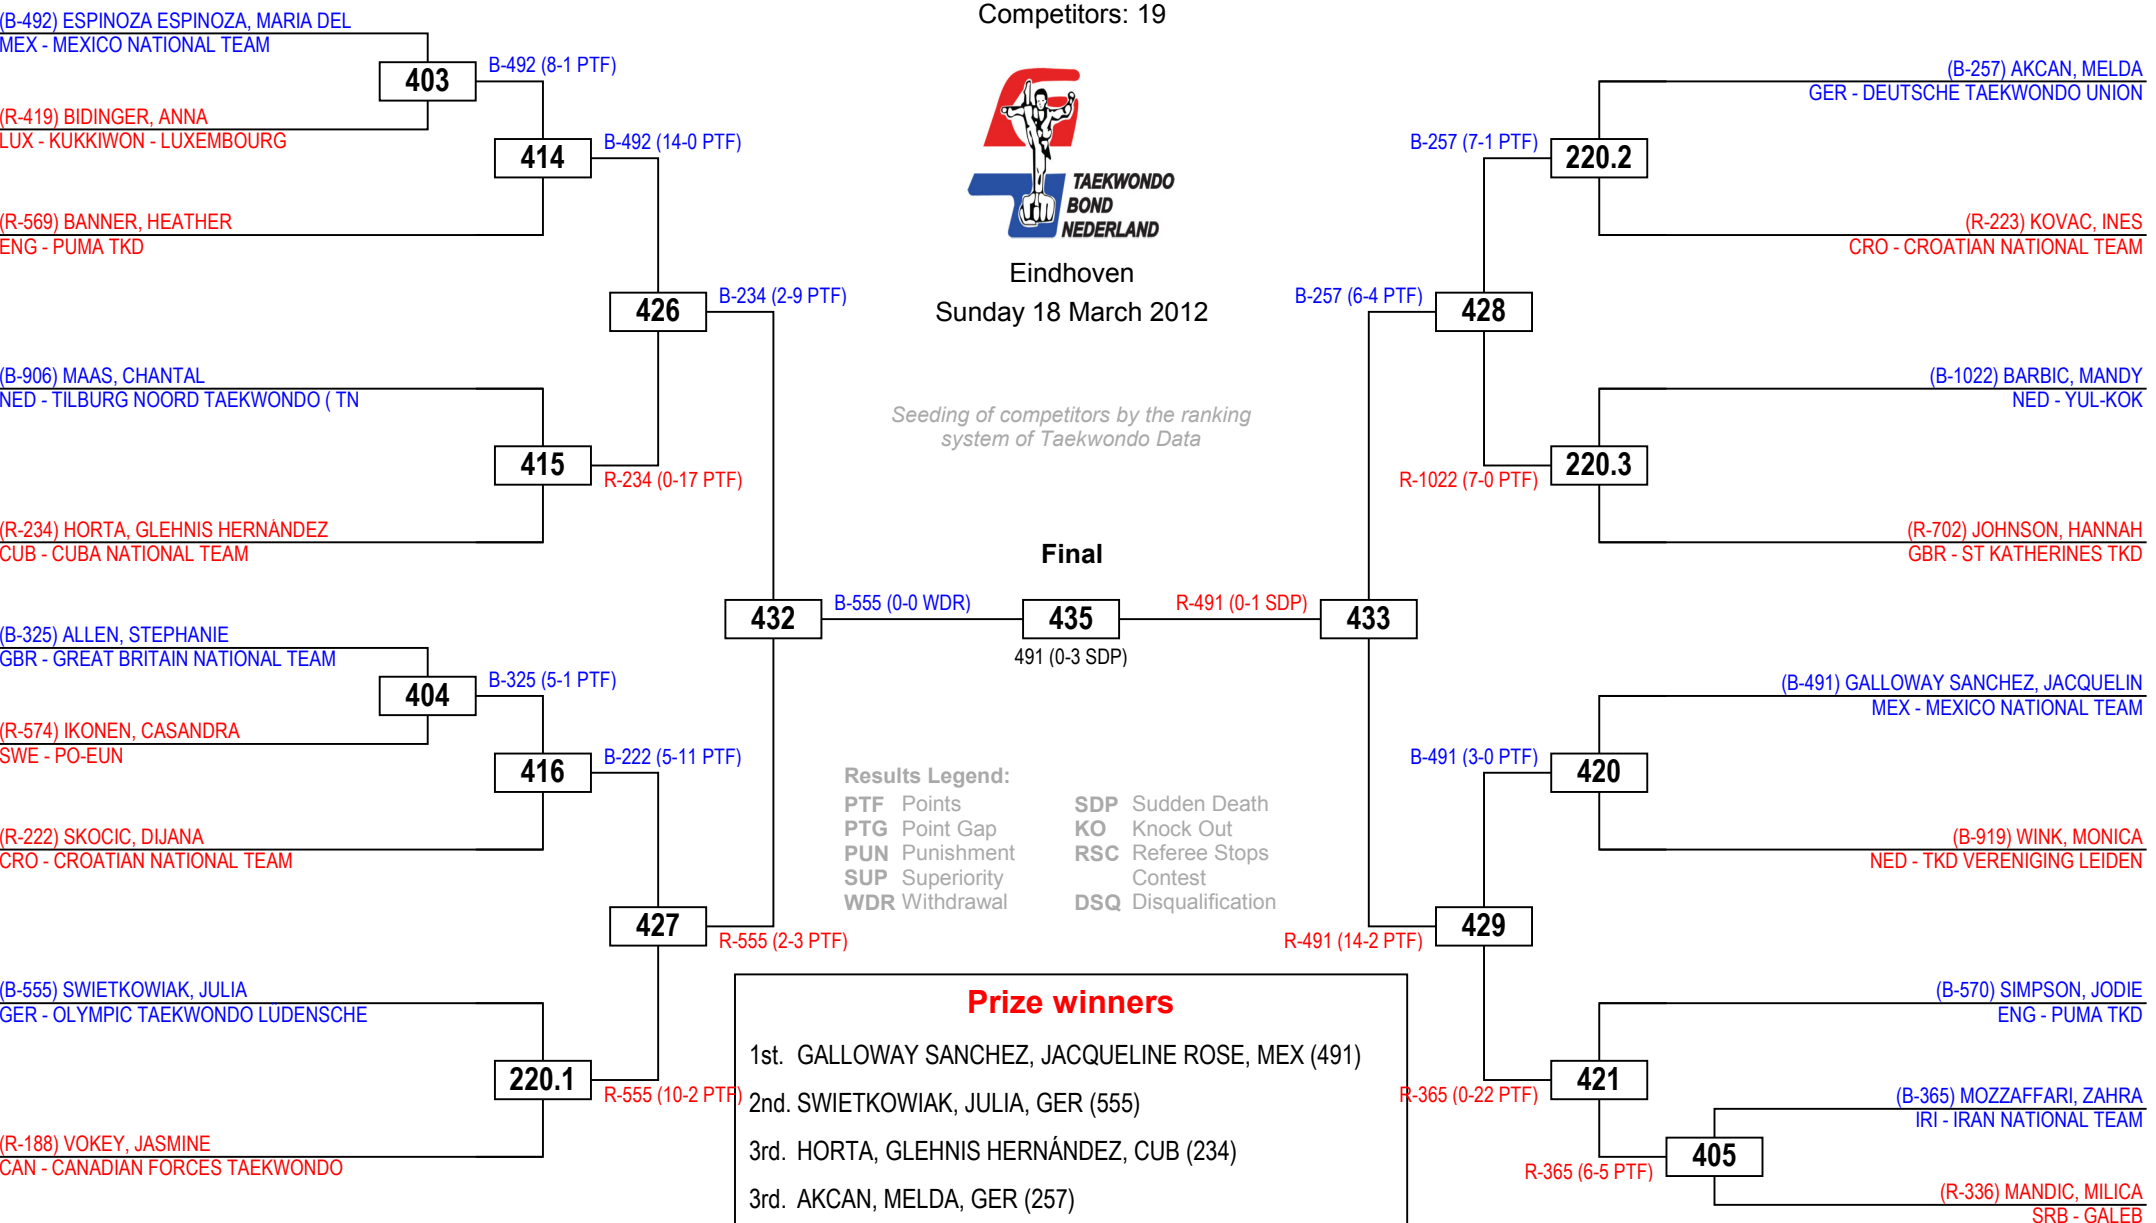 Competitors: 19
TAEKWONDO
BOND
NEDERLAND
Eindhoven
Sunday 18 March 2012
Seeding of competitors by the ranking
system of Taekwondo Data
(B-492) ESPINOZA ESPINOZA, MARIA DEL
MEX - MEXICO NATIONAL TEAM
403
B-492 (8-1 PTF)
(R-419) BIDINGER, ANNA
LUX - KUKKIWON - LUXEMBOURG
414
B-492 (14-0 PTF)
(R-569) BANNER, HEATHER
ENG - PUMA TKD
426
B-234 (2-9 PTF)
(B-906) MAAS, CHANTAL
NED - TILBURG NOORD TAEKWONDO ( TN
415
R-234 (0-17 PTF)
(R-234) HORTA, GLEHNIS HERNÁNDEZ
CUB - CUBA NATIONAL TEAM
432
B-555 (0-0 WDR)
(B-325) ALLEN, STEPHANIE
GBR - GREAT BRITAIN NATIONAL TEAM
404
B-325 (5-1 PTF)
(R-574) IKONEN, CASANDRA
SWE - PO-EUN
416
B-222 (5-11 PTF)
(R-222) SKOCIC, DIJANA
CRO - CROATIAN NATIONAL TEAM
427
R-555 (2-3 PTF)
(B-555) SWIETKOWIAK, JULIA
GER - OLYMPIC TAEKWONDO LÜDENSCHE
220.1
R-555 (10-2 PTF)
(R-188) VOKEY, JASMINE
CAN - CANADIAN FORCES TAEKWONDO
Final
435
491 (0-3 SDP)
(B-257) AKCAN, MELDA
GER - DEUTSCHE TAEKWONDO UNION
B-257 (7-1 PTF)
220.2
(R-223) KOVAC, INES
CRO - CROATIAN NATIONAL TEAM
B-257 (6-4 PTF)
428
(B-1022) BARBIC, MANDY
NED - YUL-KOK
R-1022 (7-0 PTF)
220.3
(R-702) JOHNSON, HANNAH
GBR - ST KATHERINES TKD
R-491 (0-1 SDP)
433
(B-491) GALLOWAY SANCHEZ, JACQUELIN
MEX - MEXICO NATIONAL TEAM
B-491 (3-0 PTF)
420
(B-919) WINK, MONICA
NED - TKD VERENIGING LEIDEN
R-491 (14-2 PTF)
429
(B-570) SIMPSON, JODIE
ENG - PUMA TKD
R-365 (0-22 PTF)
421
(B-365) MOZZAFFARI, ZAHRA
IRI - IRAN NATIONAL TEAM
R-365 (6-5 PTF)
405
(R-336) MANDIC, MILICA
SRB - GALEB
Results Legend:
PTF Points
SDP Sudden Death
PTG Point Gap
KO Knock Out
PUN Punishment
RSC Referee Stops
SUP Superiority
Contest
WDR Withdrawal
DSQ Disqualification
Prize winners
1st. GALLOWAY SANCHEZ, JACQUELINE ROSE, MEX (491)
2nd. SWIETKOWIAK, JULIA, GER (555)
3rd. HORTA, GLEHNIS HERNÁNDEZ, CUB (234)
3rd. AKCAN, MELDA, GER (257)